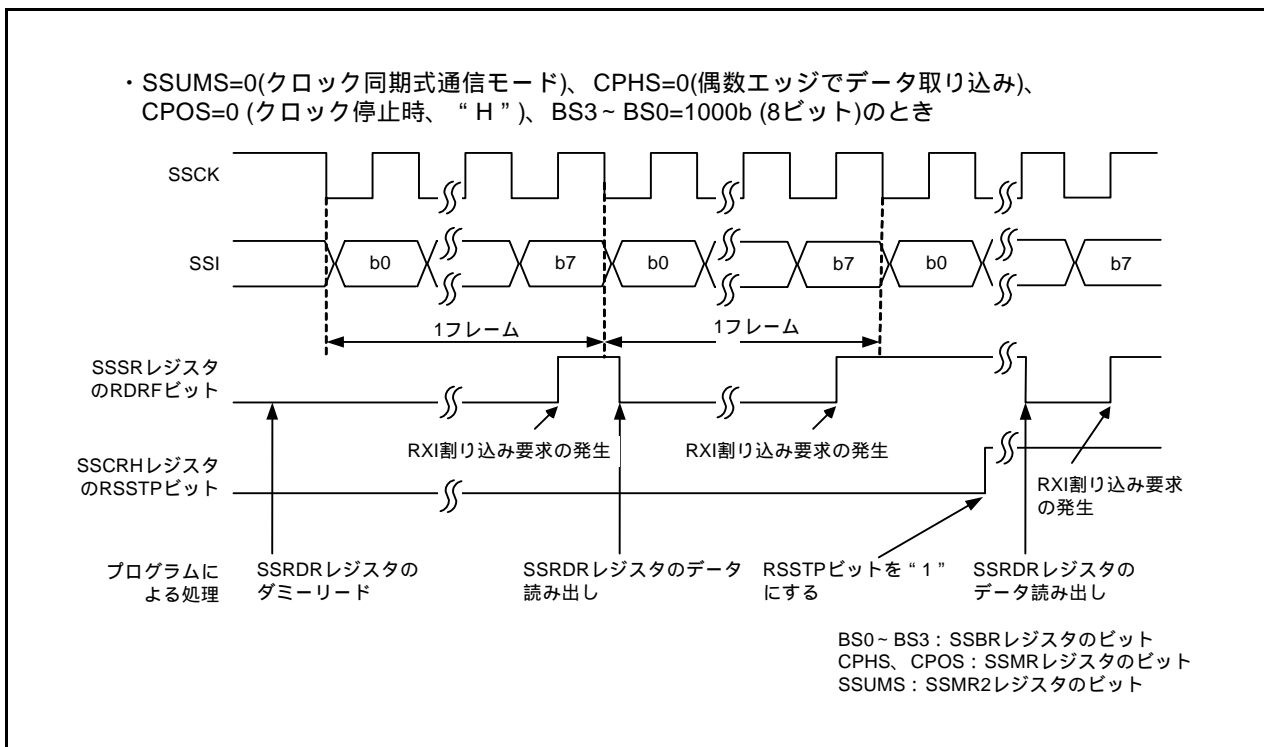 ・SSUMS=0(クロック同期式通信モード)、CPHS=0(偶数エッジでデータ取り込み)、
CPOS=0 (クロック停止時、“H”)、BS3~BS0=1000b (8ビット)のとき
SSCK
SSI
b0
b7
b0
b7
b0
b7
1フレーム
1フレーム
SSSRレジスタ
のRDRFビット
RXI割り込み要求の発生
RXI割り込み要求の発生
RXI割り込み要求
の発生
SSCRHレジスタ
のRSSTPビット
プログラムに
よる処理
SSRDRレジスタの
ダミーリード
SSRDRレジスタのデータ
読み出し
RSSTPビットを“1”
にする
SSRDRレジスタの
データ読み出し
BS0~BS3:SSBRレジスタのビット
CPHS、CPOS:SSMRレジスタのビット
SSUMS:SSMR2レジスタのビット